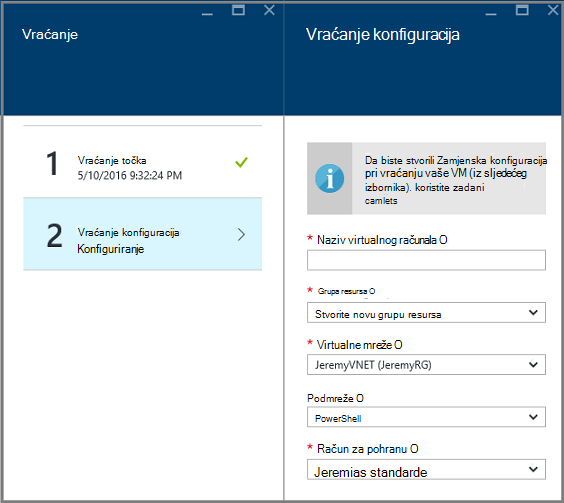 Vraćanje
1
Vraćanje točka
5/10/2016 9:32:24 PM
2
Vraćanje konfiguracija
Konfiguriranje
Vraćanje konfiguracija
Da biste stvorili Zamjenska konfiguracija
pri vraćanju vaše VM (iz sljedećeg
izbornika). koristite zadani
camlets
* Naziv virtualnog računala O
* Grupa resursa O
Stvorite novu grupu resursa
* Virtualne mreže O
JeremyVNET (JeremyRG)
Podmreže O
PowerShell
* Račun za pohranu O
Jeremias standarde